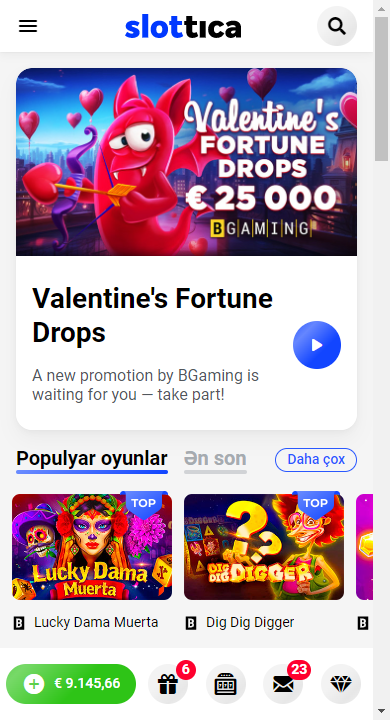 slottica
Valentine's
FORTUNE
DROPS
€ 25 000
BGAMING
Valentine's Fortune
Drops
A new promotion by BGaming is
waiting for you — take part!
Populyar oyunlar
Ən son
Daha çox
TOP
TOP
Lucky Dama
Muerta
DIG DIG
DIGGER
B Lucky Dama Muerta
B Dig Dig Digger
B
€ 9.145,66
6
23